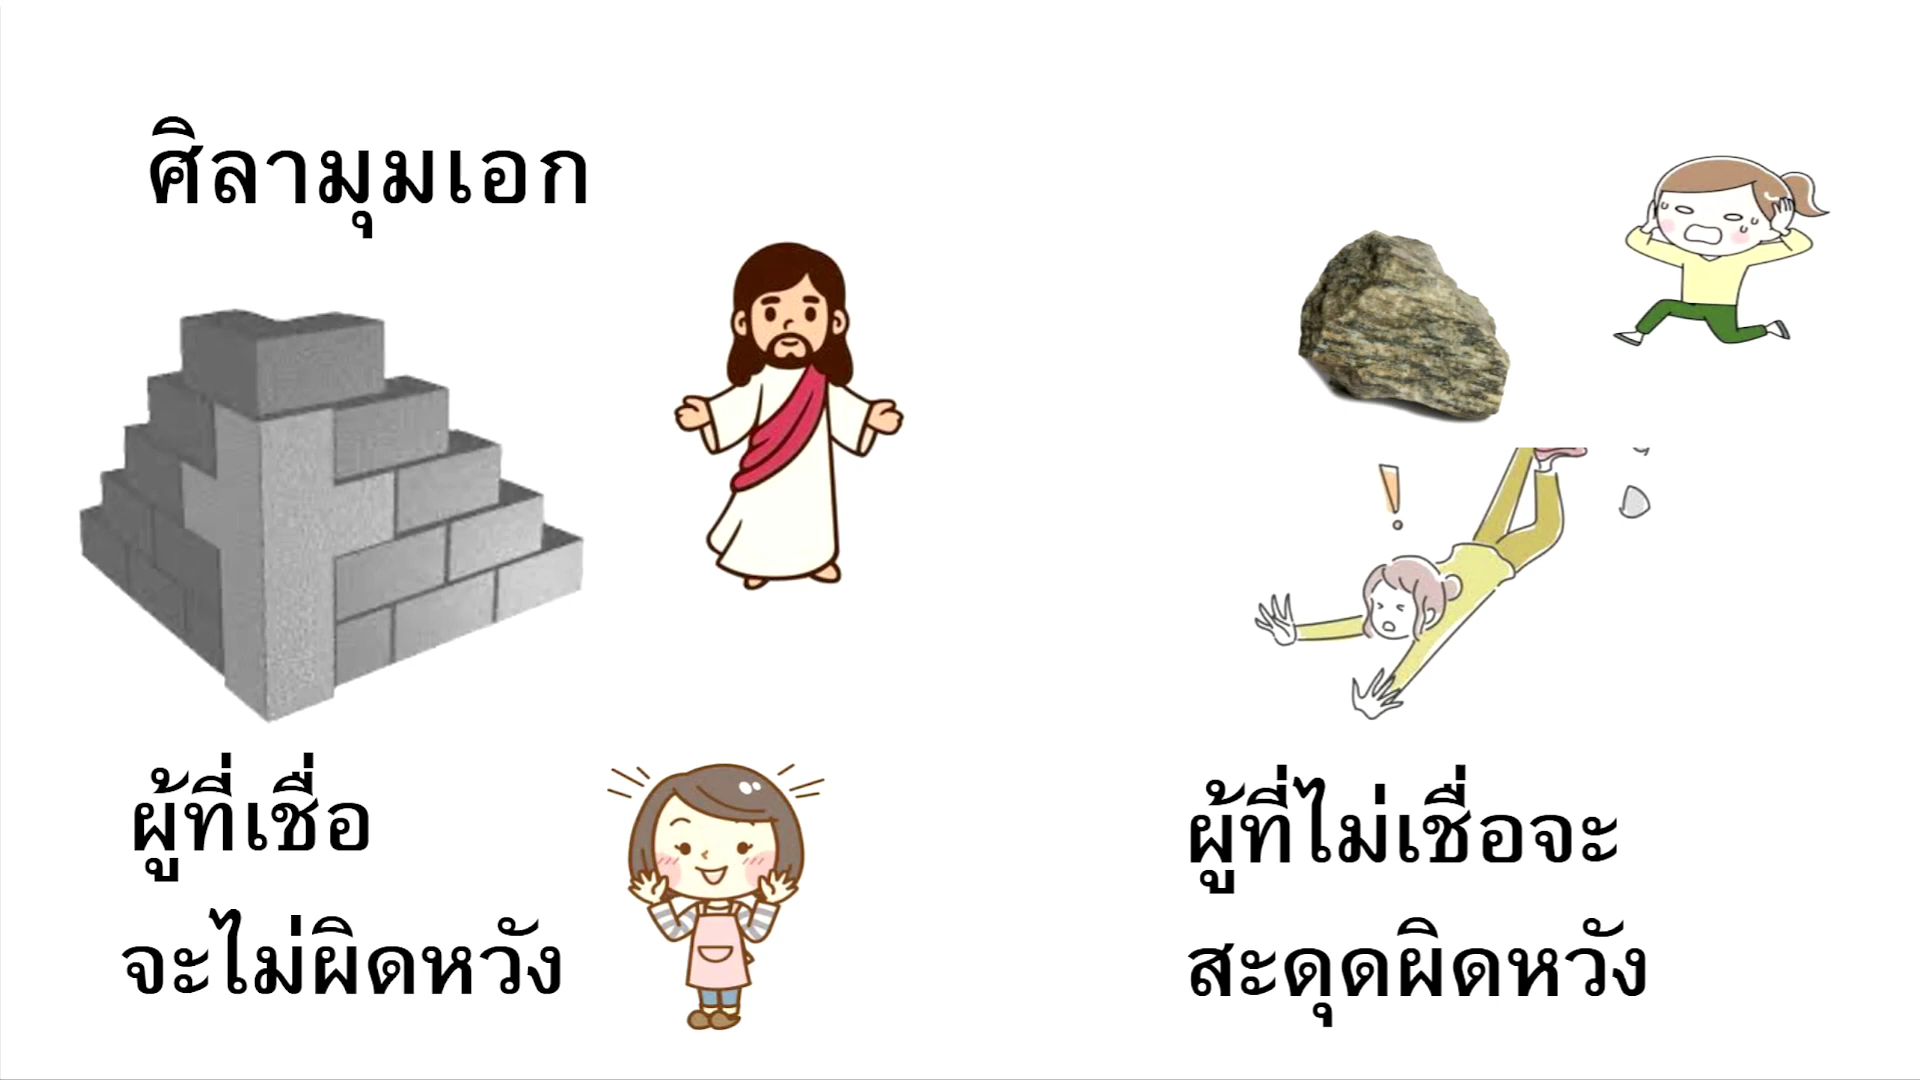 ศิลามุมเอก
ผู้ที่เชื่อ
จะไม่ผิดหวัง
ผู้ที่ไม่เชื่อจะ
สะดุดผิดหวัง